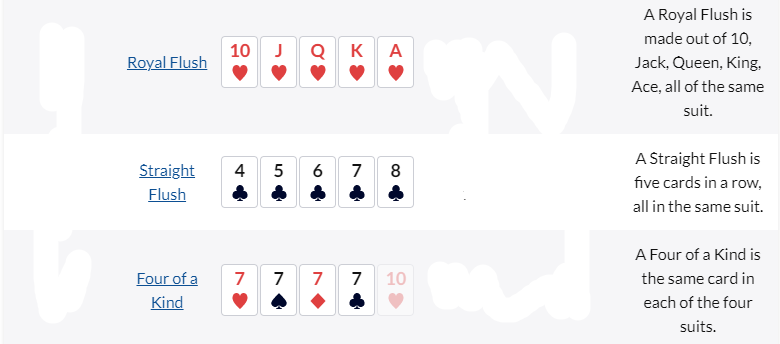 Royal Flush
10 J Q K A
A Royal Flush is
made out of 10,
Jack, Queen, King,
Ace, all of the same
suit.
Straight
Flush
4 5 6 7 8
A Straight Flush is
five cards in a row,
all in the same suit.
Four of a
Kind
7 7 7 7 10
A Four of a Kind is
the same card in
each of the four
suits.